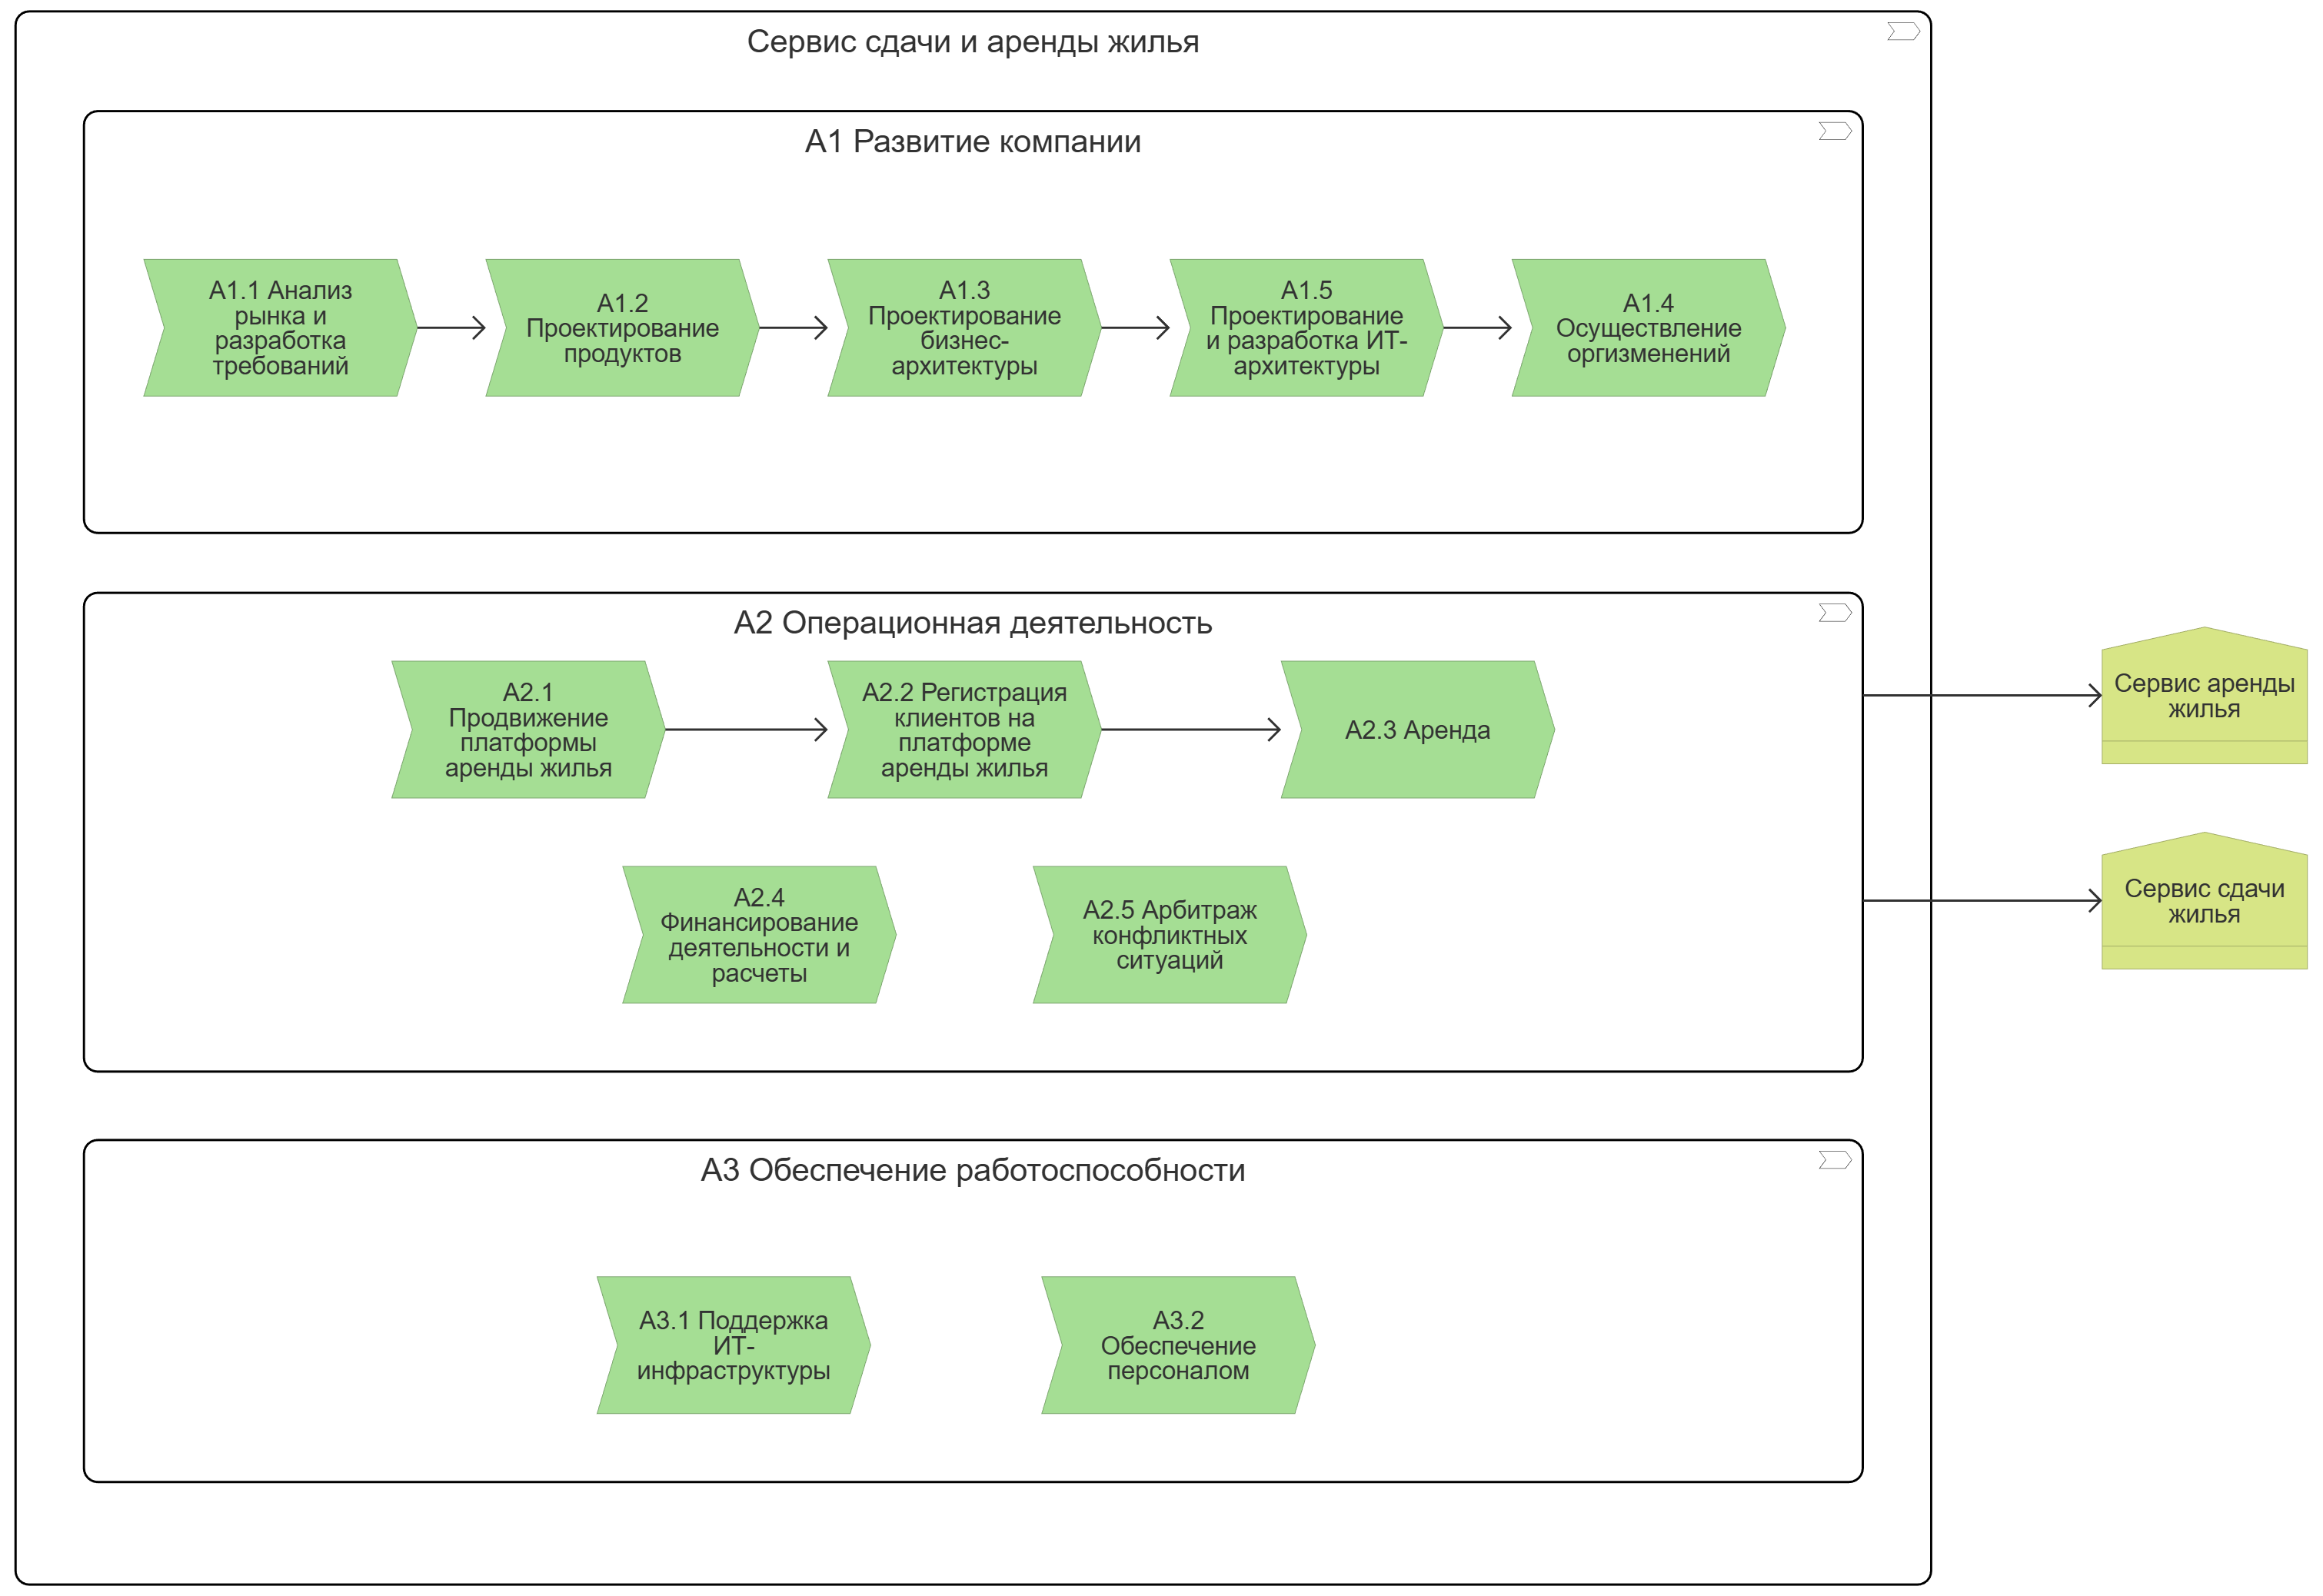 Сервис сдачи и аренды жилья
А1 Развитие компании
А1.1 Анализ
рынка и
разработка
требований
А1.2
Проектирование
продуктов
А1.3
Проектирование
бизнес-
архитектуры
А1.5
Проектирование
и разработка ИТ-
архитектуры
А1.4
Осуществление
оргизменений
А2 Операционная деятельность
А2.1
Продвижение
платформы
аренды жилья
А2.2 Регистрация
клиентов на
платформе
аренды жилья
А2.3 Аренда
Сервис аренды
жилья
А2.4
Финансирование
деятельности и
расчеты
А2.5 Арбитраж
конфликтных
ситуаций
Сервис сдачи
жилья
А3 Обеспечение работоспособности
А3.1 Поддержка
ИТ-
инфраструктуры
А3.2
Обеспечение
персоналом